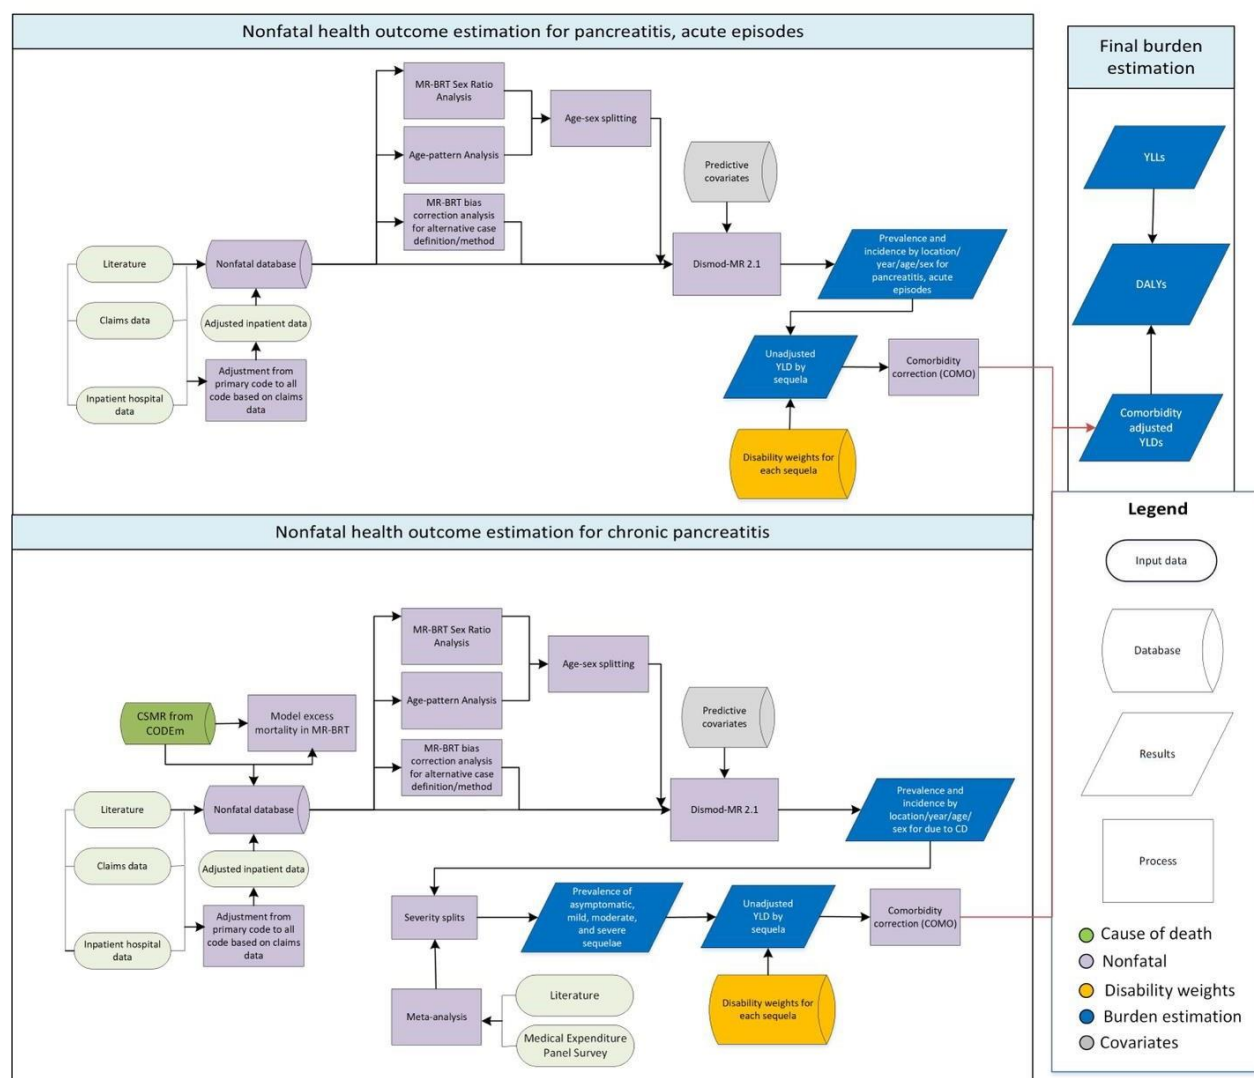 Nonfatal health outcome estimation for pancreatitis, acute episodes
MR-BRT Sex Ratio
Analysis
Age-sex splitting
Age-pattern Analysis
Predictive
covariates
MR-BRT bias
correction analysis
for alternative case
definition/method
Literature
Nonfatal database
Dismod-MR 2.1
Prevalence and
incidence by location/
year/age/sex for
pancreatitis, acute
episodes
Claims data
Adjusted inpatient data
Inpatient hospital
data
Adjustment from
primary code to all
code based on claims
data
Unadjusted
YLD by
sequela
Comorbidity
correction (COMO)
Disability weights for
each sequela
Final burden
estimation
YLLs
DALYs
Comorbidity
adjusted
YLDs
Nonfatal health outcome estimation for chronic pancreatitis
MR-BRT Sex Ratio
Analysis
Age-sex splitting
Age-pattern Analysis
Predictive
covariates
CSMR from
CODEm
Model excess
mortality in MR-BRT
MR-BRT bias
correction analysis
for alternative case
definition/method
Literature
Nonfatal database
Dismod-MR 2.1
Prevalence and
incidence by
location/year/age/
sex for due to CD
Claims data
Adjusted inpatient data
Inpatient hospital
data
Adjustment from
primary code to all
code based on claims
data
Severity splits
Prevalence of
asymptomatic,
mild, moderate,
and severe
sequelae
Unadjusted
YLD by
sequela
Comorbidity
correction (COMO)
Meta-analysis
Literature
Medical Expenditure
Panel Survey
Disability weights
for each sequela
Legend
Input data
Database
Results
Process
Cause of death
Nonfatal
Disability weights
Burden estimation
Covariates